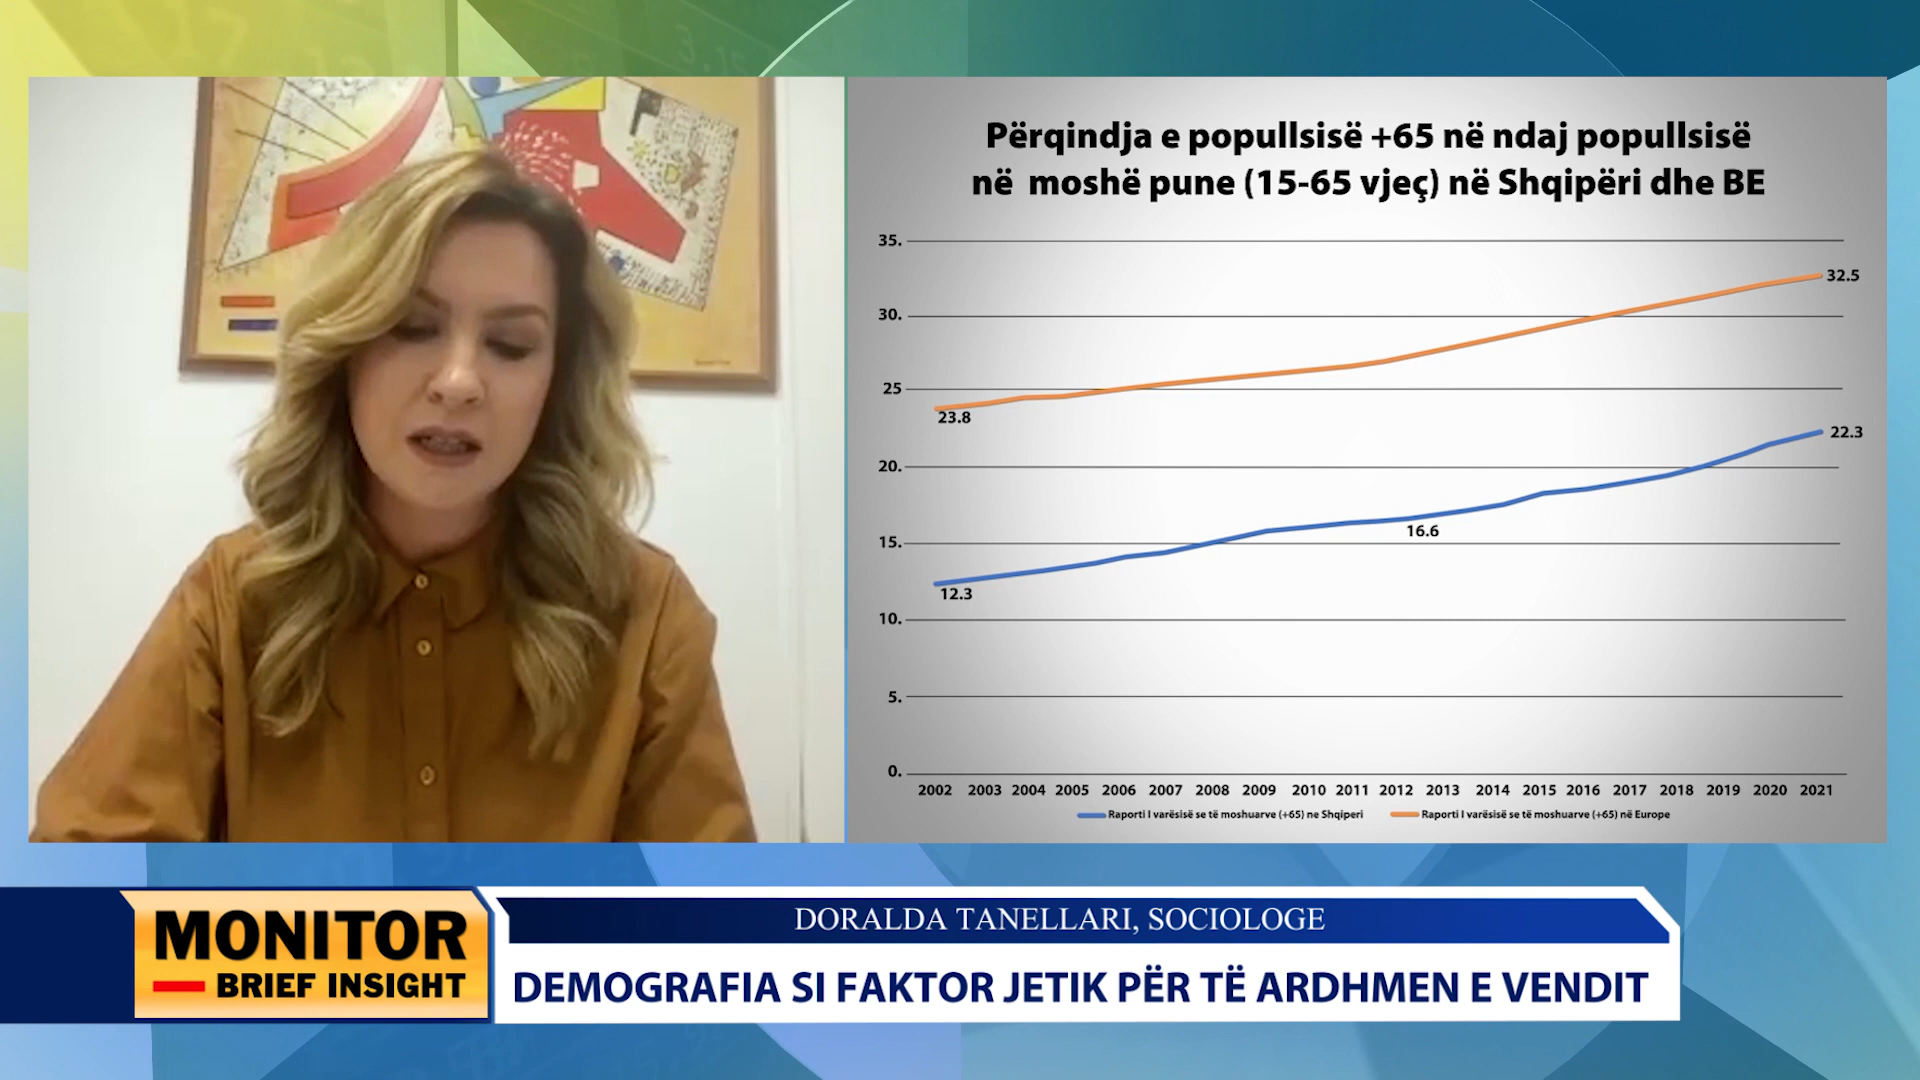 Përqindja e popullsisë +65 në ndaj popullsisë
në moshë pune (15-65 vjeç) në Shqipëri dhe BE
35.
32.5
30.
25
23.8
22.3
20.
16.6
15.
12.3
10.
5.
0.
2002 2003 2004 2005 2006 2007 2008 2009 2010 2011 2012 2013 2014 2015 2016 2017 2018 2019 2020 2021
Raporti I varësisë se të moshuarve (+65) ne Shqiperi
Raporti I varësisë se të moshuarve (+65) në Europe
MONITOR
BRIEF INSIGHT
DORALDA TANELLARI, SOCIOLOGE
DEMOGRAFIA SI FAKTOR JETIK PËR TË ARDHMEN E VENDIT